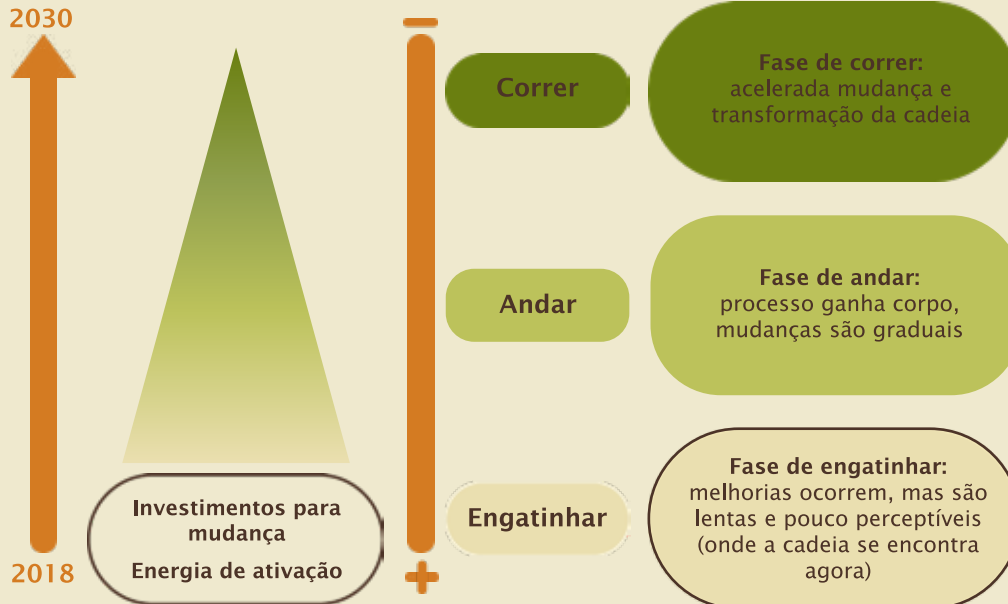 2030
2018
Investimentos para
mudança
Energia de ativação
–
+
Correr
Fase de correr:
acelerada mudança e
transformação da cadeia
Andar
Fase de andar:
processo ganha corpo,
mudanças são graduais
Engatinhar
Fase de engatinhar:
melhorias ocorrem, mas são
lentas e pouco perceptíveis
(onde a cadeia se encontra
agora)